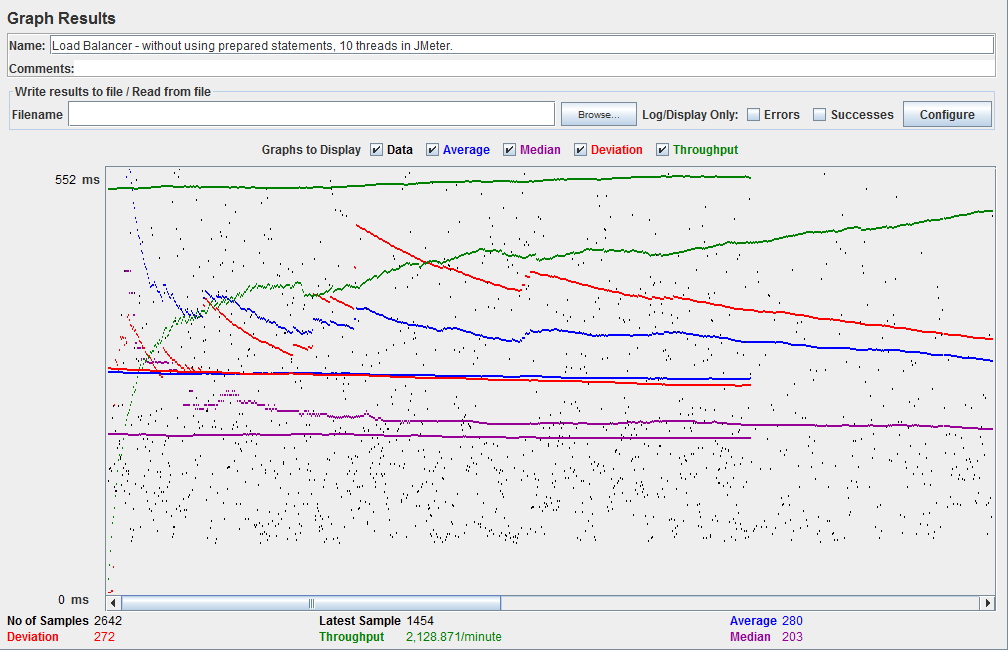 Graph Results
Name: Load Balancer - without using prepared statements, 10 threads in JMeter.
Comments:
Write results to file / Read from file
Filename Browse... Log/Display Only: Errors Successes Configure
Graphs to Display Data Average Median Deviation Throughput
552 ms
0 ms
No of Samples 2642 Latest Sample 1454 Average 280
Deviation 272 Throughput 2,128.871/minute Median 203